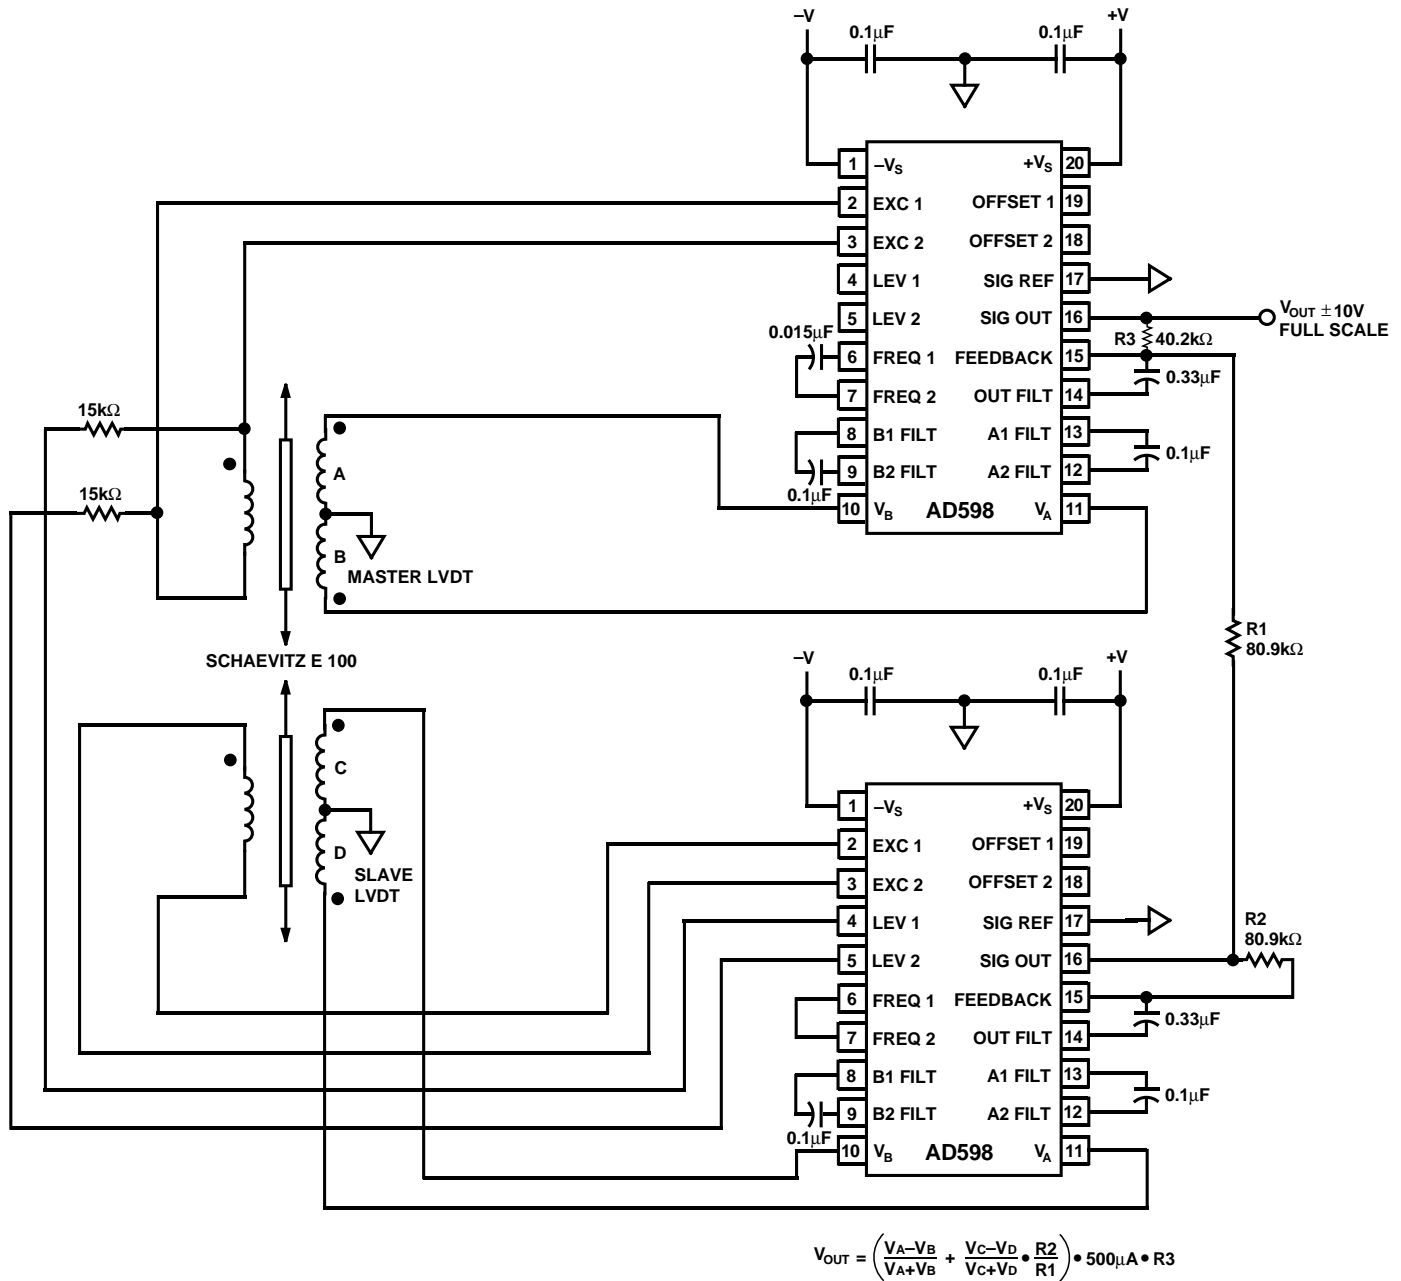 –V
+V
0.1µF
0.1µF
1 –VS
+VS 20
2 EXC 1
OFFSET 1 19
3 EXC 2
OFFSET 2 18
4 LEV 1
SIG REF 17
5 LEV 2
SIG OUT 16
VOUT ±10V
FULL SCALE
0.015µF
R3 40.2kΩ
6 FREQ 1
FEEDBACK 15
0.33µF
7 FREQ 2
OUT FILT 14
15kΩ
8 B1 FILT
A1 FILT 13
A
0.1µF
9 B2 FILT
A2 FILT 12
15kΩ
0.1µF
10 VB
AD598
VA 11
B
MASTER LVDT
R1
80.9kΩ
SCHAEVITZ E 100
–V
+V
0.1µF
0.1µF
C
1 –VS
+VS 20
2 EXC 1
OFFSET 1 19
D
SLAVE
LVDT
3 EXC 2
OFFSET 2 18
4 LEV 1
SIG REF 17
R2
80.9kΩ
5 LEV 2
SIG OUT 16
6 FREQ 1
FEEDBACK 15
0.33µF
7 FREQ 2
OUT FILT 14
8 B1 FILT
A1 FILT 13
0.1µF
9 B2 FILT
A2 FILT 12
0.1µF
10 VB
AD598
VA 11
VOUT = (VA–VB/VA+VB + VC–VD/VC+VD • R2/R1) • 500µA • R3